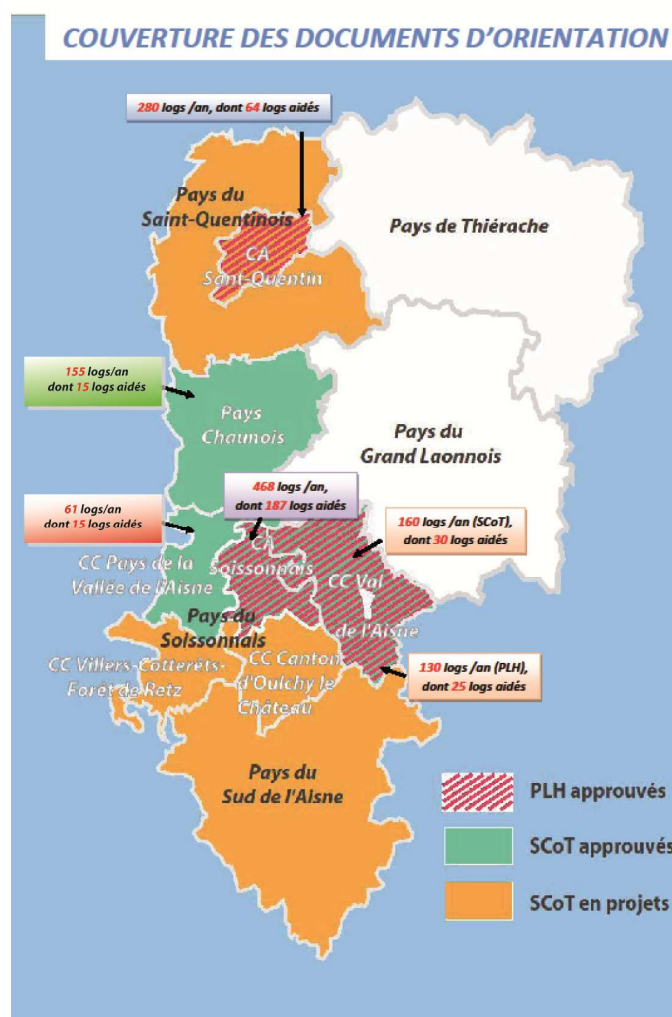 COUVERTURE DES DOCUMENTS D'ORIENTATION
280 logs /an, dont 64 logs aidés
Pays du
Saint-Quentinois
Pays de Thiérache
CA
Sant-Quentin
155 logs/an
dont 15 logs aidés
Pays
Chaunois
Pays du
Grand Laonnois
468 logs /an,
dont 187 logs aidés
61 logs/an
dont 15 logs aidés
160 logs /an (SCoT),
dont 30 logs aidés
CA
Soissonnais
CC Pays de la
Vallée de l'Aisne
CC Val
de l'Aisne
Pays du
Soissonnais
CC Villers-Cotterêts-
Forêt de Retz
CC Canton
d'Oulchy le
Château
130 logs /an (PLH),
dont 25 logs aidés
Pays du
Sud de l'Aisne
PLH approuvés
SCoT approuvés
SCoT en projets